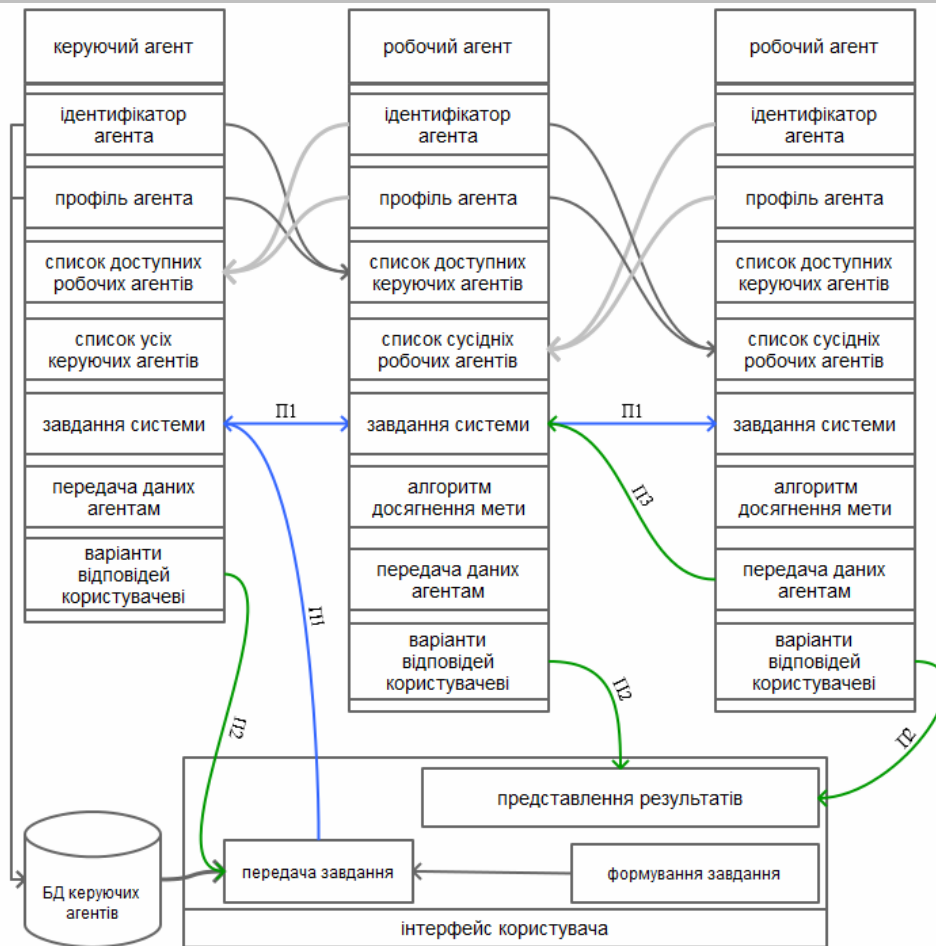 керуючий агент
ідентифікатор
агента
профіль агента
список доступних
робочих агентів
список усіх
керуючих агентів
завдання системи
передача даних
агентам
варіанти
відповідей
користувачеві
робочий агент
ідентифікатор
агента
профіль агента
список доступних
керуючих агентів
список сусідніх
робочих агентів
завдання системи
алгоритм
досягнення мети
передача даних
агентам
варіанти
відповідей
користувачеві
робочий агент
ідентифікатор
агента
профіль агента
список доступних
керуючих агентів
список сусідніх
робочих агентів
завдання системи
алгоритм
досягнення мети
передача даних
агентам
варіанти
відповідей
користувачеві
П1
П1
П3
П1
П2
П2
П2
представлення результатів
передача завдання
формування завдання
БД керуючих
агентів
інтерфейс користувача